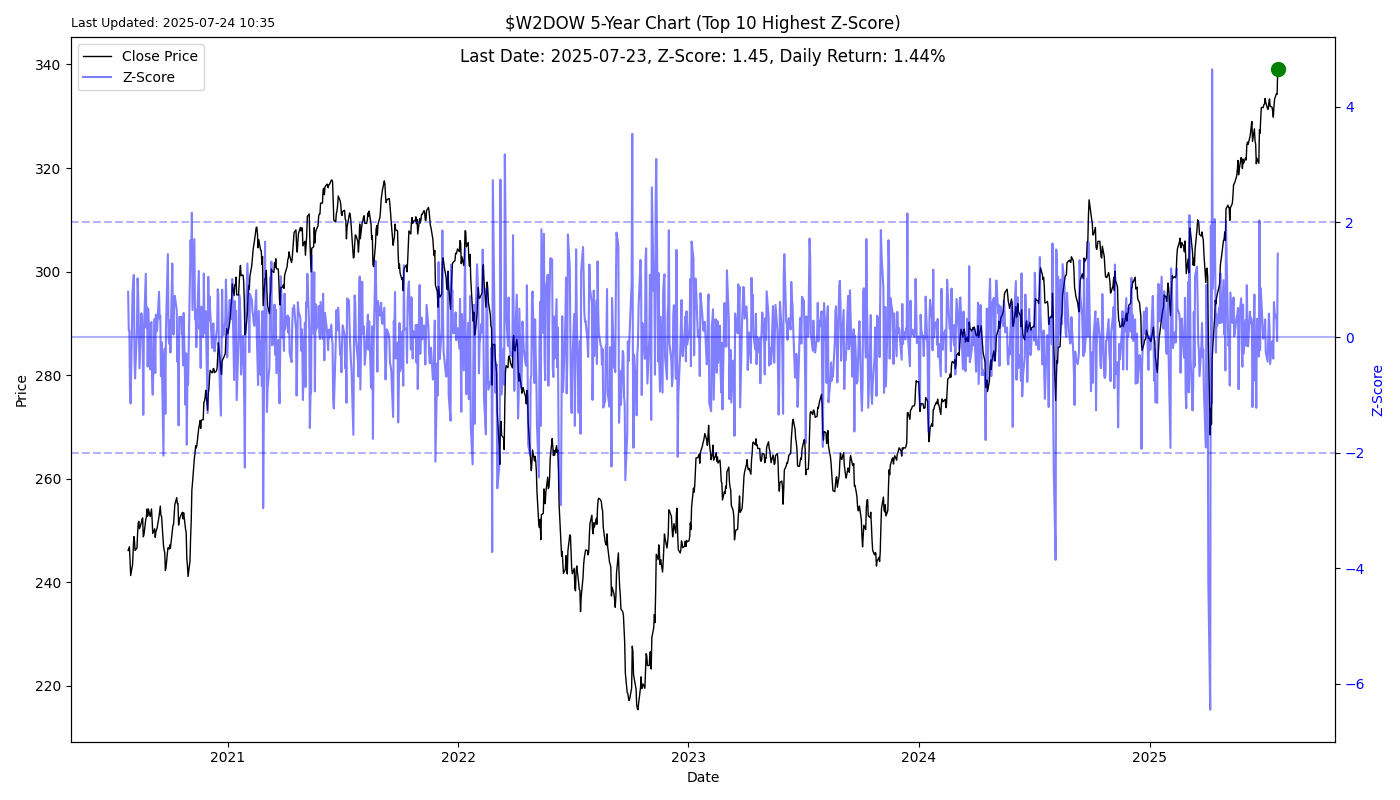 Last Updated: 2025-07-24 10:35
$W2DOW 5-Year Chart (Top 10 Highest Z-Score)
Last Date: 2025-07-23, Z-Score: 1.45, Daily Return: 1.44%
Close Price
Z-Score
340
320
300
280
260
240
220
Price
4
2
0
−2
−4
−6
Z-Score
2021
2022
2023
2024
2025
Date